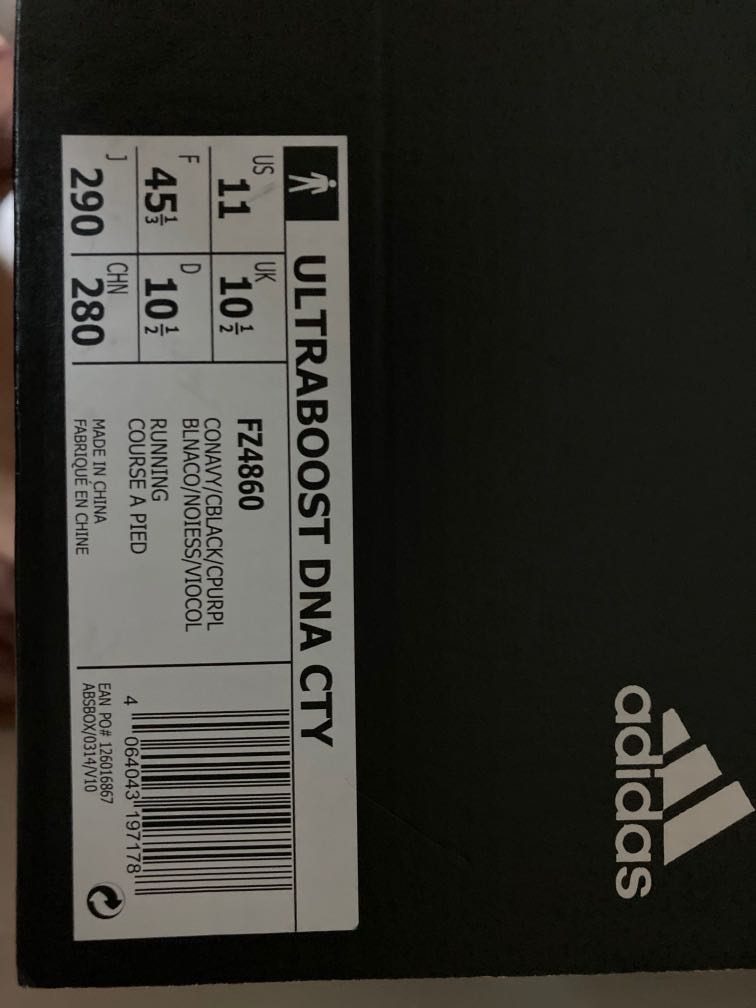 ULTRABOOST DNA CTY
US
11
UK
10½
F
45⅓
D
10½
J
290
CHN
280
FZ4860
CONAVY/CBLACK/CPURPL
BLNACO/NOIESS/VIOCOL
RUNNING
COURSE A PIED
MADE IN CHINA
FABRIQUÉ EN CHINE
4 064043 197178
EAN PO# 126016867
ABSBOX/0314/V10
adidas